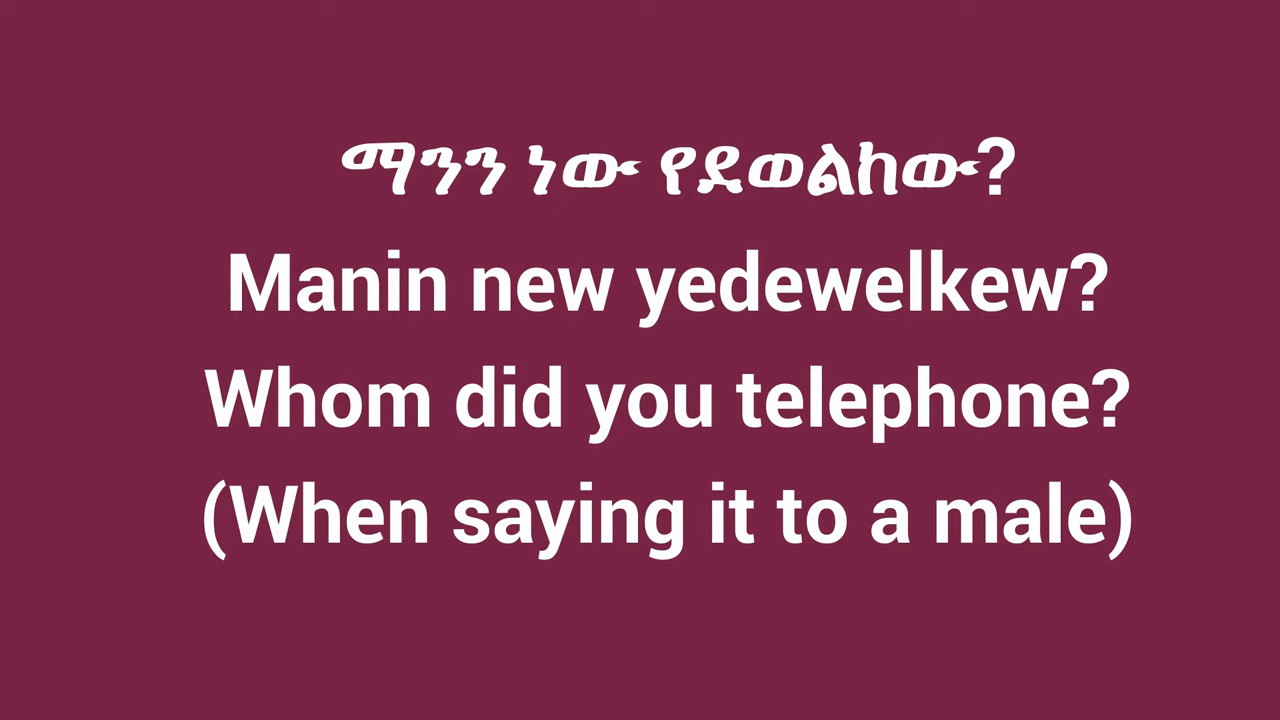 ማንን ነው የደወልከው?
Manin new yedewelkew?
Whom did you telephone?
(When saying it to a male)